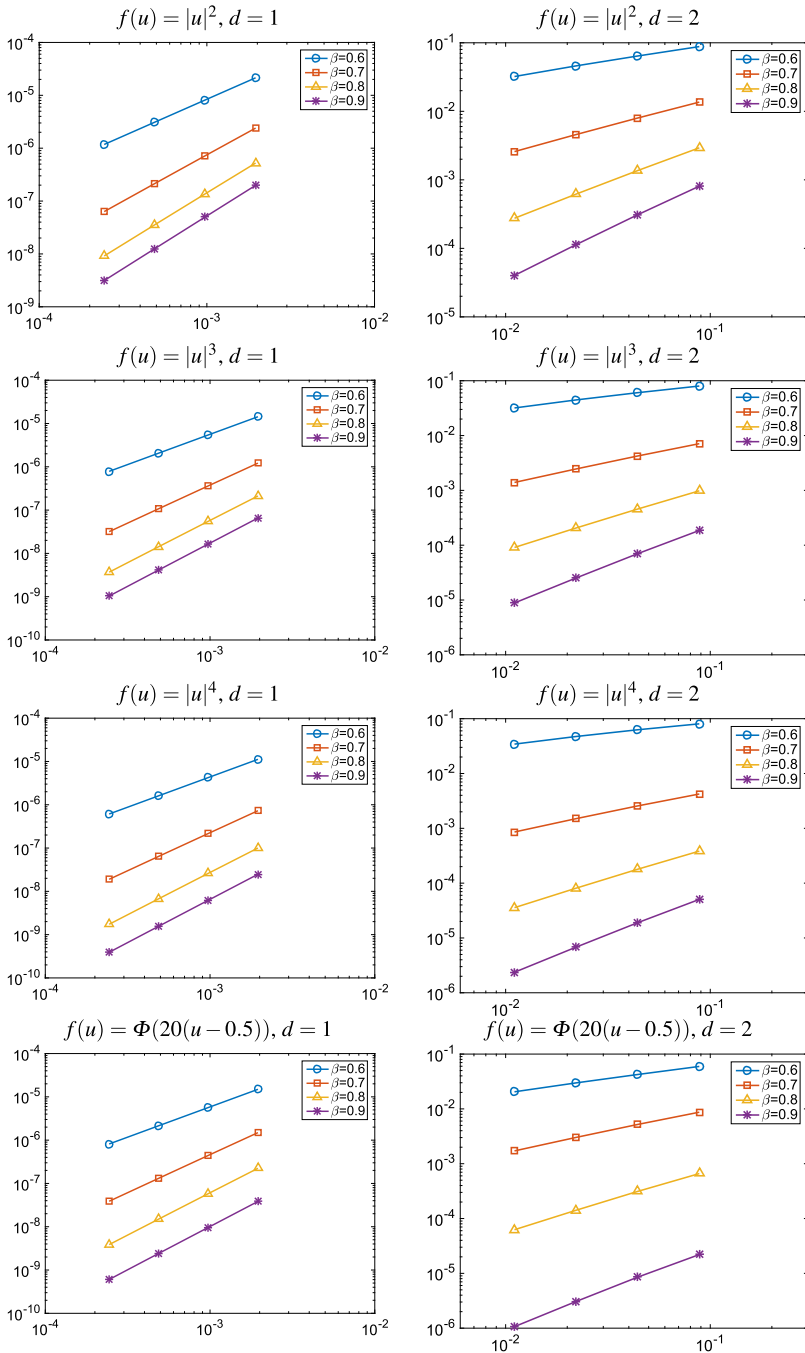 f(u) = |u|², d = 1
10⁻⁴
10⁻⁵
10⁻⁶
10⁻⁷
10⁻⁸
10⁻⁹
10⁻⁴ 10⁻³ 10⁻²
β=0.6
β=0.7
β=0.8
β=0.9
f(u) = |u|², d = 2
10⁻¹
10⁻²
10⁻³
10⁻⁴
10⁻⁵
10⁻² 10⁻¹
β=0.6
β=0.7
β=0.8
β=0.9
f(u) = |u|³, d = 1
10⁻⁴
10⁻⁵
10⁻⁶
10⁻⁷
10⁻⁸
10⁻⁹
10⁻¹⁰
10⁻⁴ 10⁻³ 10⁻²
β=0.6
β=0.7
β=0.8
β=0.9
f(u) = |u|³, d = 2
10⁻¹
10⁻²
10⁻³
10⁻⁴
10⁻⁵
10⁻⁶
10⁻² 10⁻¹
β=0.6
β=0.7
β=0.8
β=0.9
f(u) = |u|⁴, d = 1
10⁻⁴
10⁻⁵
10⁻⁶
10⁻⁷
10⁻⁸
10⁻⁹
10⁻¹⁰
10⁻⁴ 10⁻³ 10⁻²
β=0.6
β=0.7
β=0.8
β=0.9
f(u) = |u|⁴, d = 2
10⁻¹
10⁻²
10⁻³
10⁻⁴
10⁻⁵
10⁻⁶
10⁻² 10⁻¹
β=0.6
β=0.7
β=0.8
β=0.9
f(u) = Φ(20(u − 0.5)), d = 1
10⁻⁴
10⁻⁵
10⁻⁶
10⁻⁷
10⁻⁸
10⁻⁹
10⁻¹⁰
10⁻⁴ 10⁻³ 10⁻²
β=0.6
β=0.7
β=0.8
β=0.9
f(u) = Φ(20(u − 0.5)), d = 2
10⁻¹
10⁻²
10⁻³
10⁻⁴
10⁻⁵
10⁻⁶
10⁻² 10⁻¹
β=0.6
β=0.7
β=0.8
β=0.9